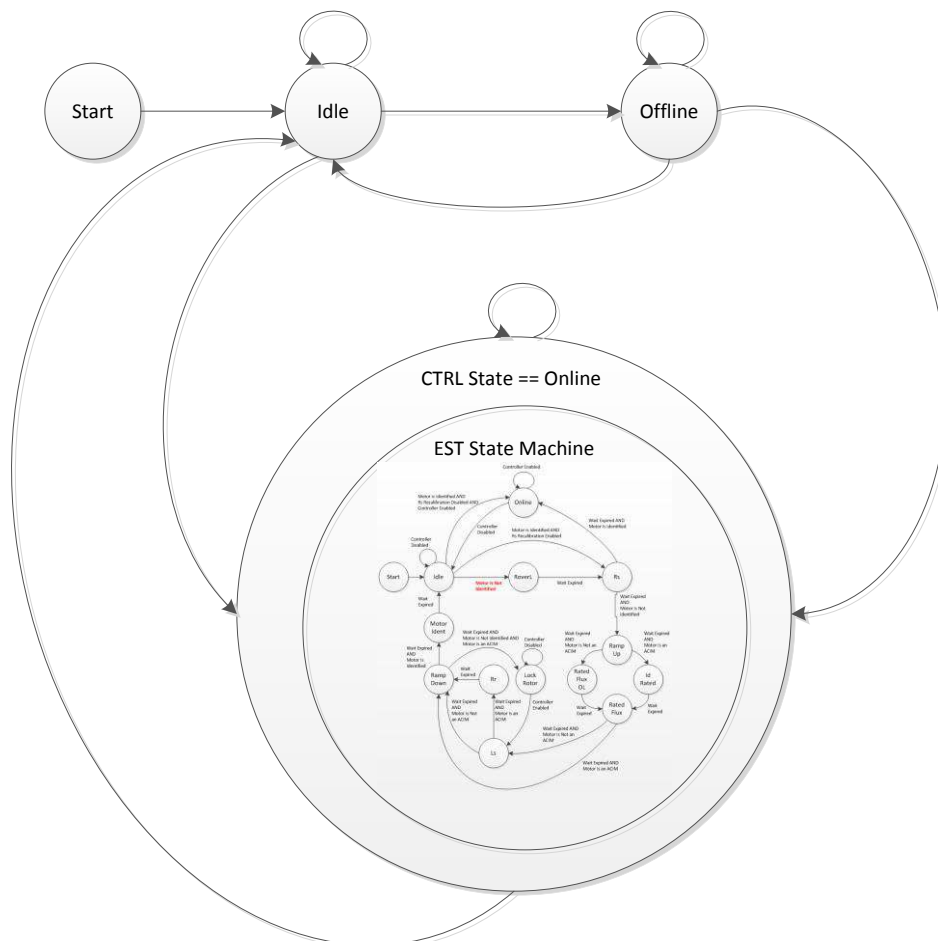 Start
Idle
Offline
CTRL State == Online
EST State Machine
Controller Enabled
Online
Motor is Identified AND
Rs Recalibration Disabled AND
Controller Enabled
Controller
Disabled
Motor is Identified AND
Rs Recalibration Enabled
Wait Expired AND
Motor is Identified
Controller
Disabled
Start
Idle
Motor is Not
Identified
RoverL
Wait Expired
Rs
Wait
Expired
Wait Expired
AND
Motor is Not
Identified
Motor
Ident
Wait Expired
AND
Motor is Not an
ACIM
Ramp
Up
Wait Expired
AND
Motor is an
ACIM
Wait Expired
AND
Motor is
Identified
Wait Expired AND
Motor is Not Identified AND
Motor is an ACIM
Controller
Disabled
Ramp
Down
Wait
Expired
Rr
Lock
Rotor
Rated
Flux
OL
Id
Rated
Wait Expired
AND
Motor is Not
an ACIM
Wait Expired
AND
Motor is an
ACIM
Controller
Enabled
Wait
Expired
Rated
Flux
Wait
Expired
Ls
Wait Expired AND
Motor is Not an
ACIM
Wait Expired AND
Motor is an ACIM